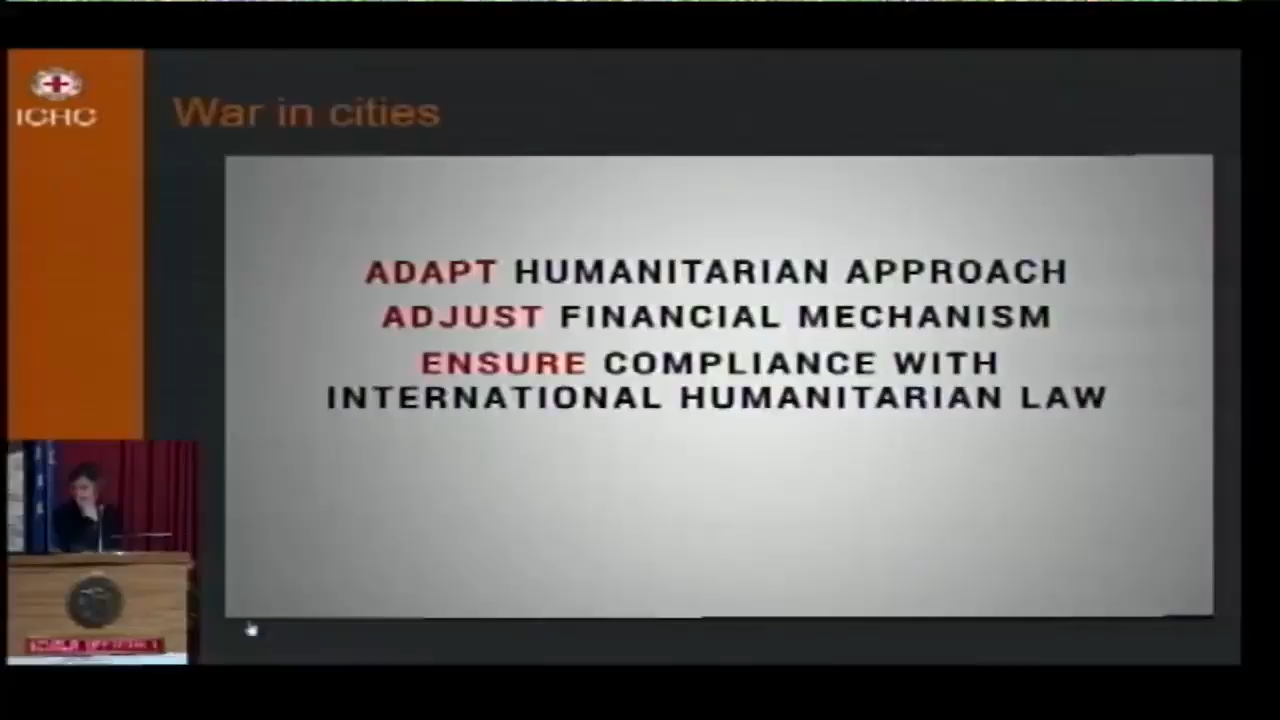 ICRC
War in cities
ADAPT HUMANITARIAN APPROACH
ADJUST FINANCIAL MECHANISM
ENSURE COMPLIANCE WITH
INTERNATIONAL HUMANITARIAN LAW